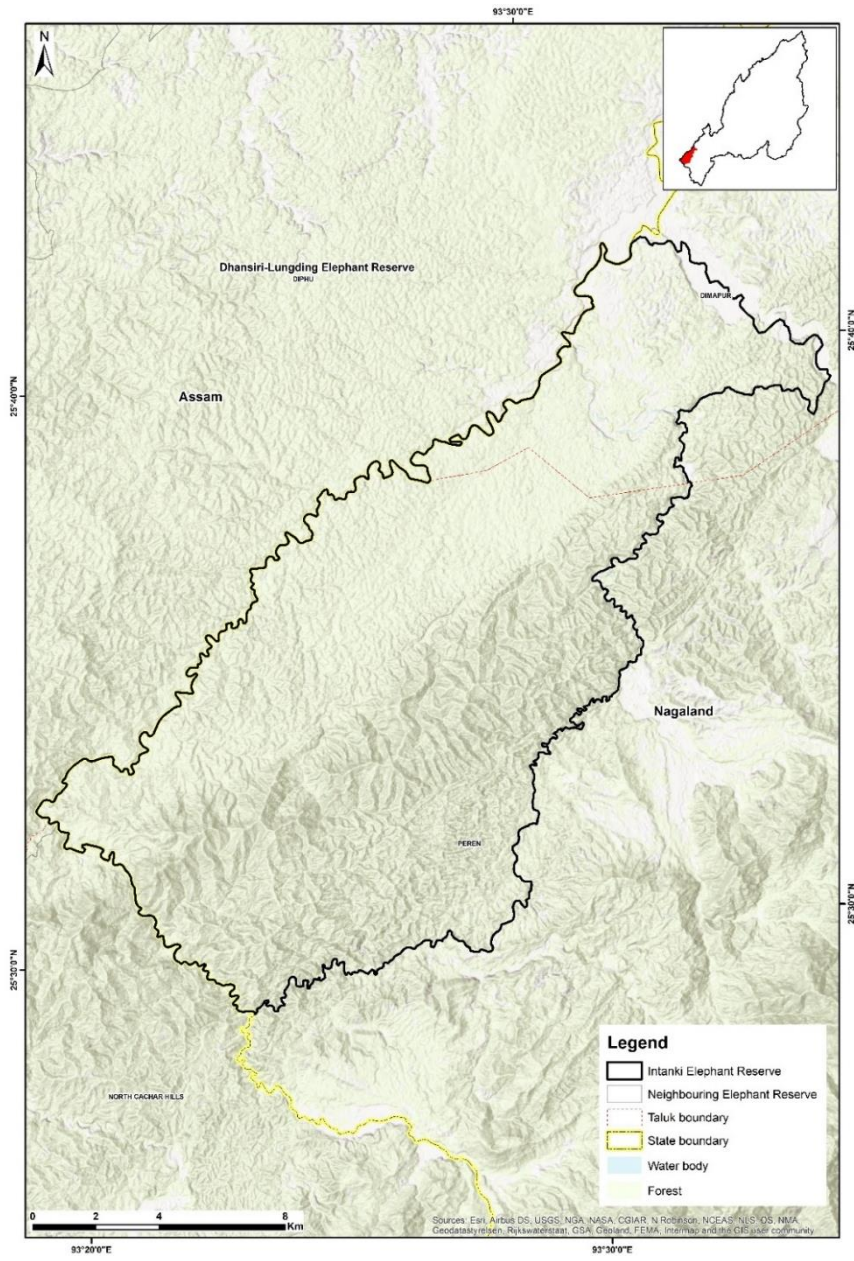 93°30'0"E
N
Dhansiri-Lungding Elephant Reserve
DIPHU
DIMAPUR
25°40'0"N
25°40'0"N
Assam
Nagaland
PEREN
25°30'0"N
25°30'0"N
NORTH CACHAR HILLS
Legend
Intanki Elephant Reserve
Neighbouring Elephant Reserve
Taluk boundary
State boundary
Water body
Forest
0 2 4 8
Km
Sources: Esri, Airbus DS, USGS, NGA, NASA, CGIAR, N Robinson, NCEAS, NLS, OS, NMA,
Geodatastyrelsen, Rijkswaterstaat, GSA, Geoland, FEMA, Intermap and the GIS user community
93°20'0"E
93°30'0"E